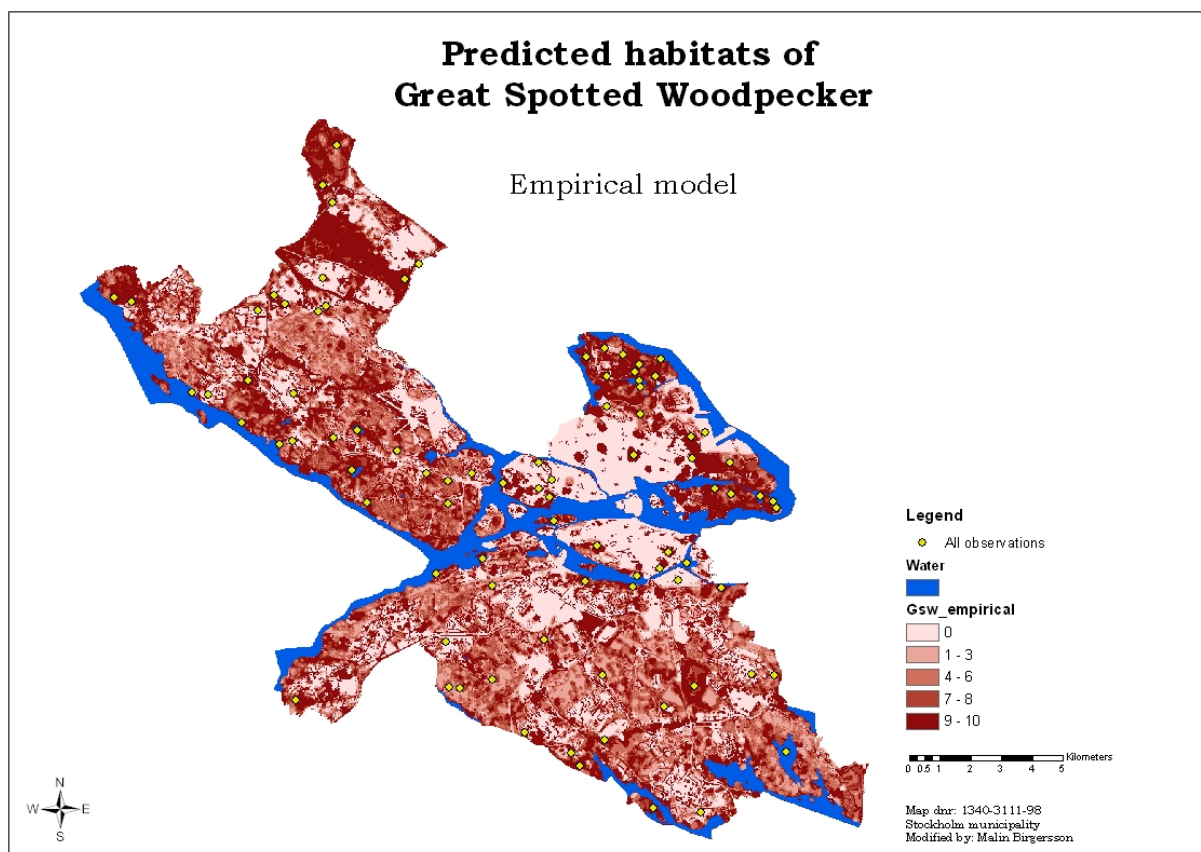 Predicted habitats of
Great Spotted Woodpecker
Empirical model
Legend
All observations
Water
Gsw_empirical
0
1 - 3
4 - 6
7 - 8
9 - 10
Kilometers
0 0.5 1 2 3 4 5
N
W E
S
Map dnr: 1340-3111-98
Stockholm municipality
Modified by: Malin Birgersson